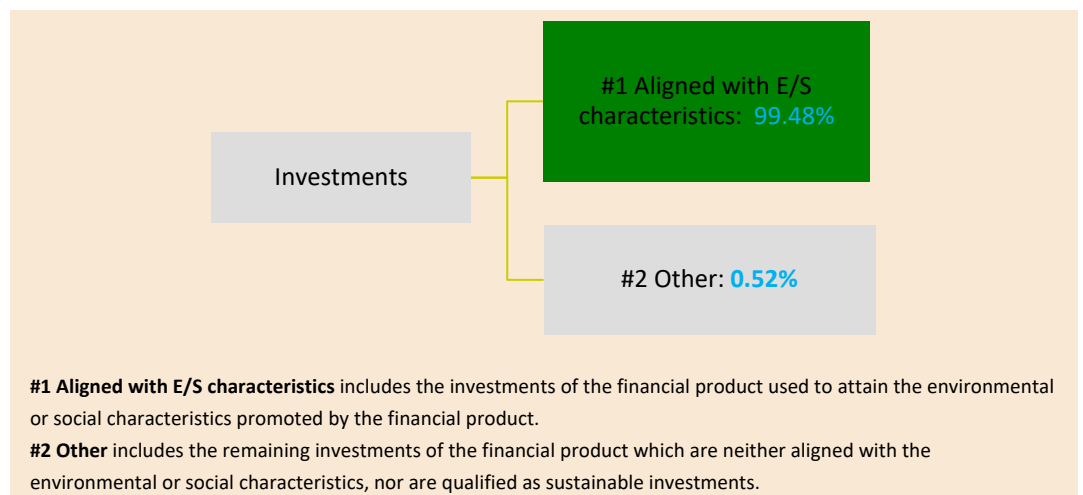 #1 Aligned with E/S
characteristics: 99.48%
Investments
#2 Other: 0.52%
#1 Aligned with E/S characteristics includes the investments of the financial product used to attain the environmental
or social characteristics promoted by the financial product.
#2 Other includes the remaining investments of the financial product which are neither aligned with the
environmental or social characteristics, nor are qualified as sustainable investments.